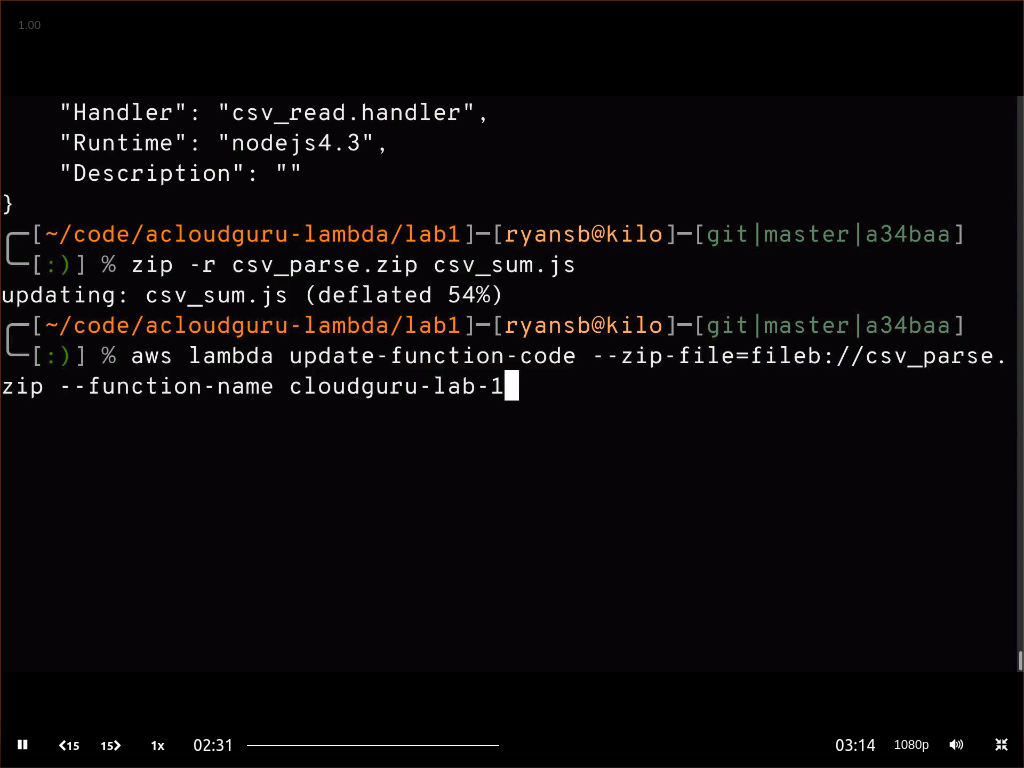 1.00
"Handler": "csv_read.handler",
"Runtime": "nodejs4.3",
"Description": ""
}
[~/code/acloudguru-lambda/lab1]—[ryansb@kilo]—[git|master|a34baa]
[:)] % zip -r csv_parse.zip csv_sum.js
updating: csv_sum.js (deflated 54%)
[~/code/acloudguru-lambda/lab1]—[ryansb@kilo]—[git|master|a34baa]
[:)] % aws lambda update-function-code --zip-file=fileb://csv_parse.
zip --function-name cloudguru-lab-1
15 15 1x 02:31 03:14 1080p